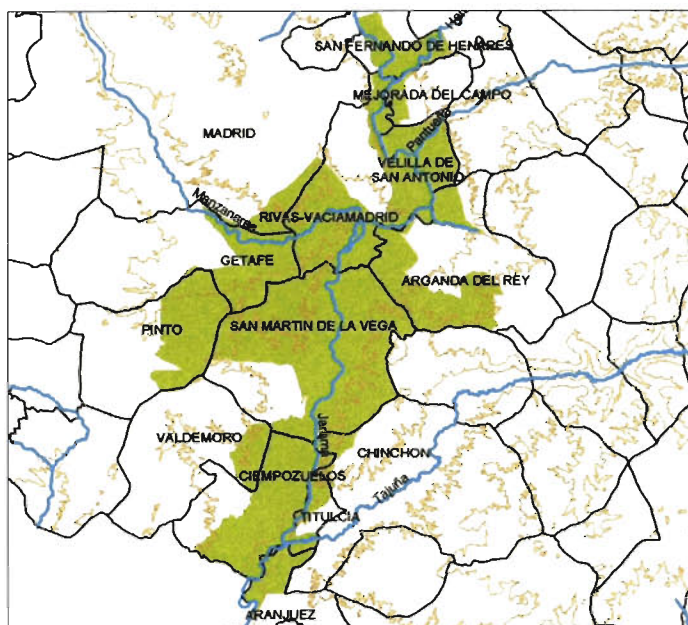 SAN FERNANDO DE HENARES
MEJORADA DEL CAMPO
MADRID
Pantueña
VELILLA DE
SAN ANTONIO
Manzanares
RIVAS-VACIAMADRID
GETAFE
ARGANDA DEL REY
PINTO
SAN MARTIN DE LA VEGA
VALDEMORO
Jarama
CHINCHON
CIEMPOZUELOS
Tajuña
TITULCIA
ARANJUEZ